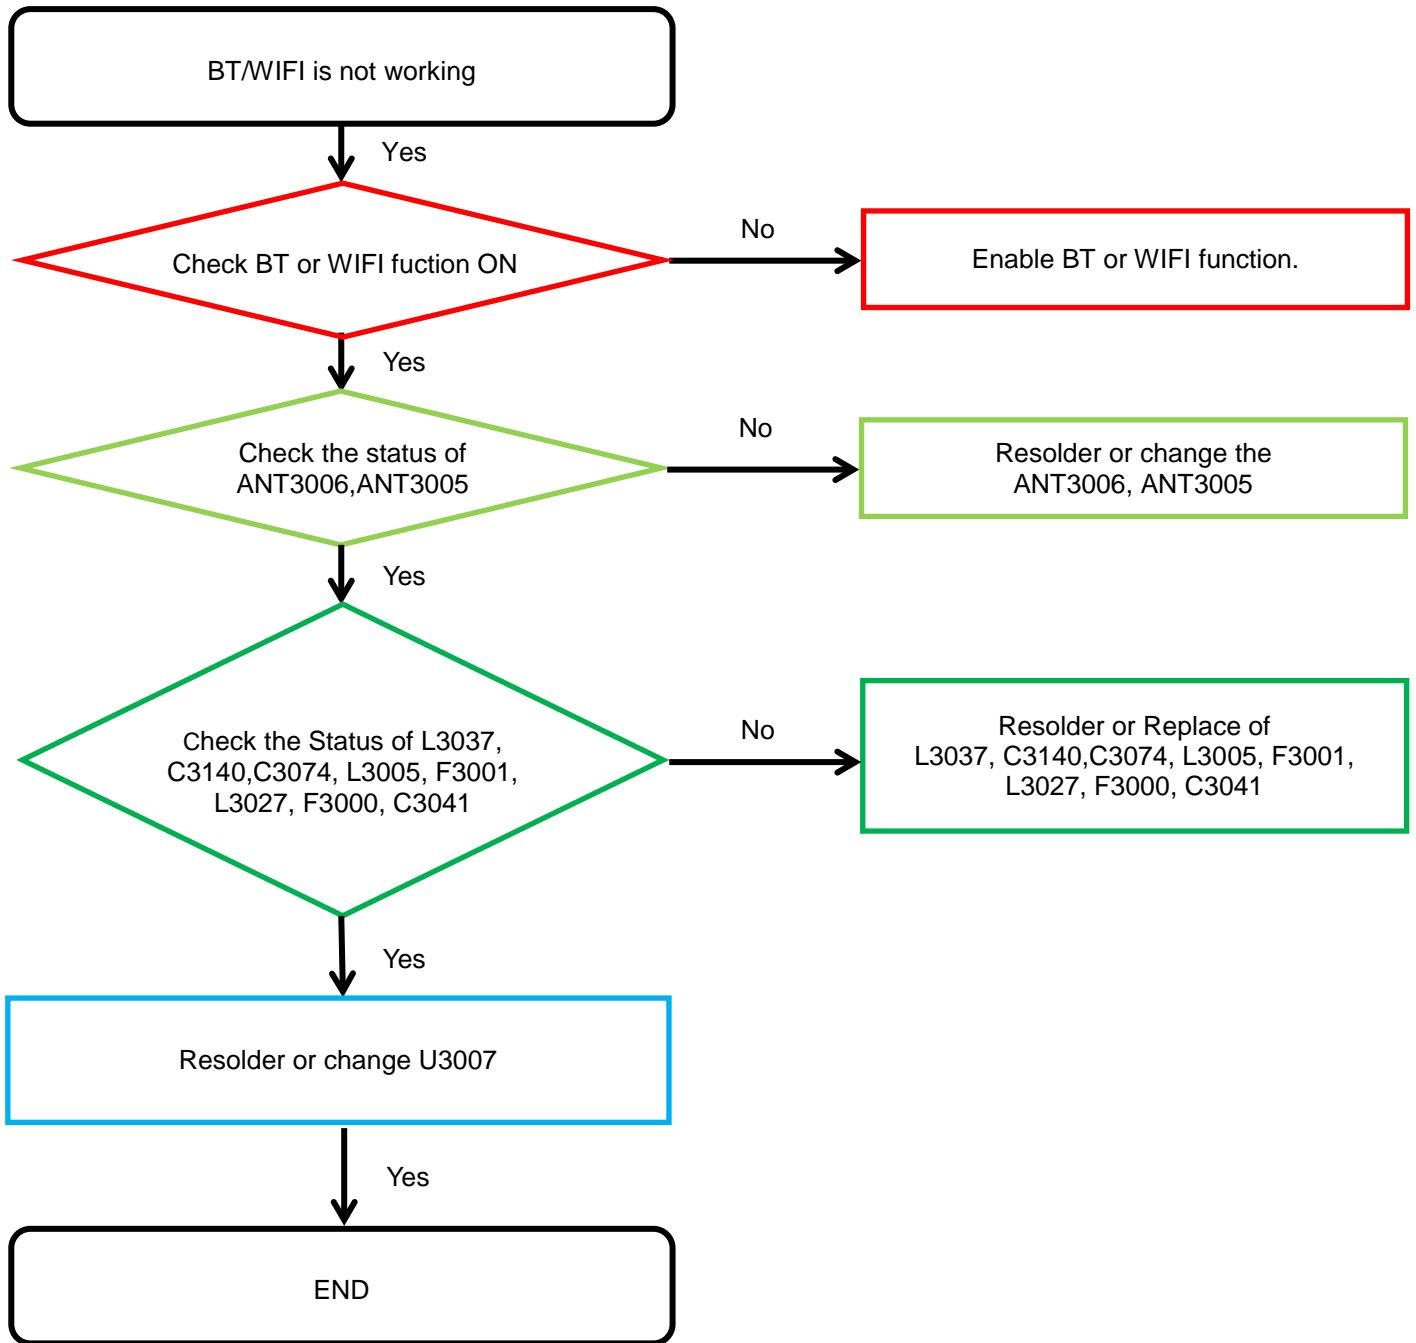 BT/WIFI is not working
Yes
Check BT or WIFI fuction ON
No
Enable BT or WIFI function.
Yes
Check the status of
ANT3006,ANT3005
No
Resolder or change the
ANT3006, ANT3005
Yes
Check the Status of L3037,
C3140,C3074, L3005, F3001,
L3027, F3000, C3041
No
Resolder or Replace of
L3037, C3140,C3074, L3005, F3001,
L3027, F3000, C3041
Yes
Resolder or change U3007
Yes
END